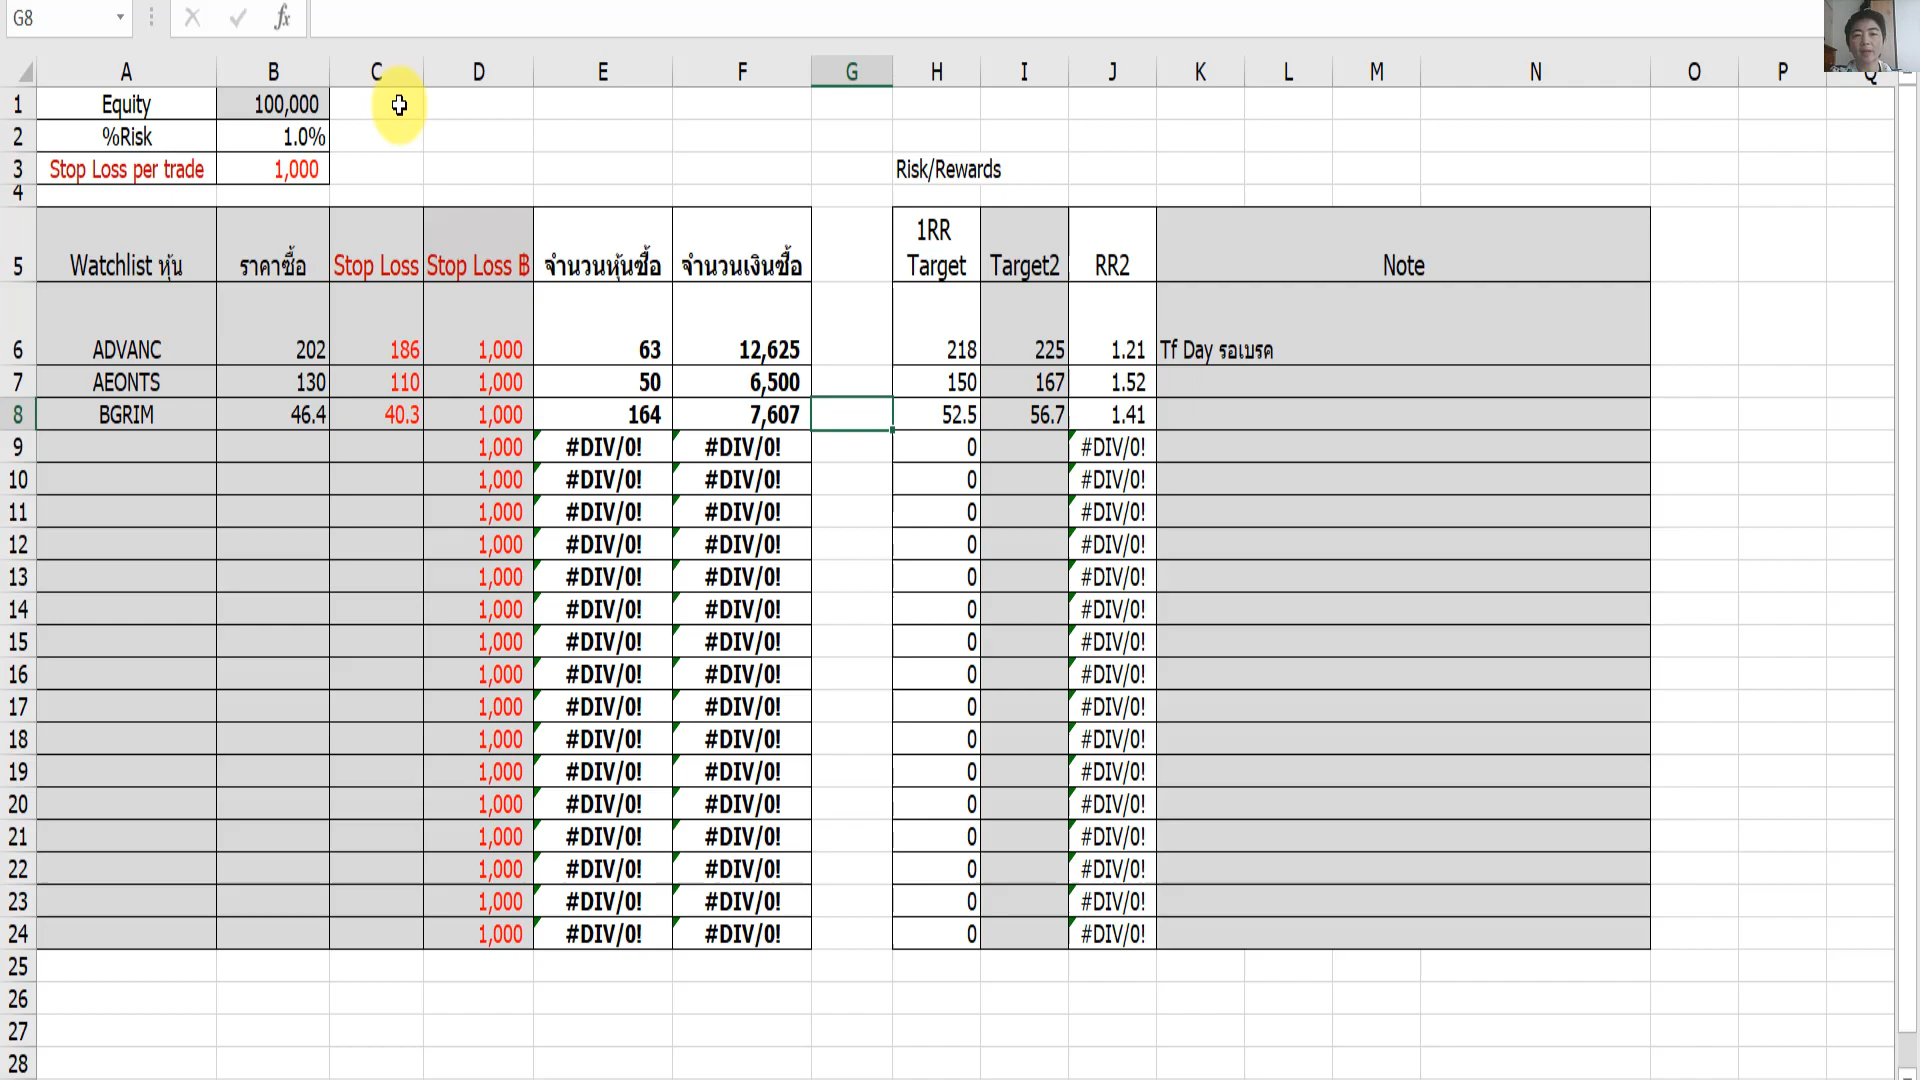 G8 fx
A B C D E F G H I J K L M N O P Q
1 Equity 100,000
2 %Risk 1.0%
3 Stop Loss per trade 1,000 Risk/Rewards
4
5 Watchlist หุ้น ราคาซื้อ Stop Loss Stop Loss ฿ จำนวนหุ้นซื้อ จำนวนเงินซื้อ 1RR Target Target2 RR2 Note
6 ADVANC 202 186 1,000 63 12,625 218 225 1.21 Tf Day รอเบรค
7 AEONTS 130 110 1,000 50 6,500 150 167 1.52
8 BGRIM 46.4 40.3 1,000 164 7,607 52.5 56.7 1.41
9 1,000 #DIV/0! #DIV/0! 0 #DIV/0!
10 1,000 #DIV/0! #DIV/0! 0 #DIV/0!
11 1,000 #DIV/0! #DIV/0! 0 #DIV/0!
12 1,000 #DIV/0! #DIV/0! 0 #DIV/0!
13 1,000 #DIV/0! #DIV/0! 0 #DIV/0!
14 1,000 #DIV/0! #DIV/0! 0 #DIV/0!
15 1,000 #DIV/0! #DIV/0! 0 #DIV/0!
16 1,000 #DIV/0! #DIV/0! 0 #DIV/0!
17 1,000 #DIV/0! #DIV/0! 0 #DIV/0!
18 1,000 #DIV/0! #DIV/0! 0 #DIV/0!
19 1,000 #DIV/0! #DIV/0! 0 #DIV/0!
20 1,000 #DIV/0! #DIV/0! 0 #DIV/0!
21 1,000 #DIV/0! #DIV/0! 0 #DIV/0!
22 1,000 #DIV/0! #DIV/0! 0 #DIV/0!
23 1,000 #DIV/0! #DIV/0! 0 #DIV/0!
24 1,000 #DIV/0! #DIV/0! 0 #DIV/0!
25
26
27
28